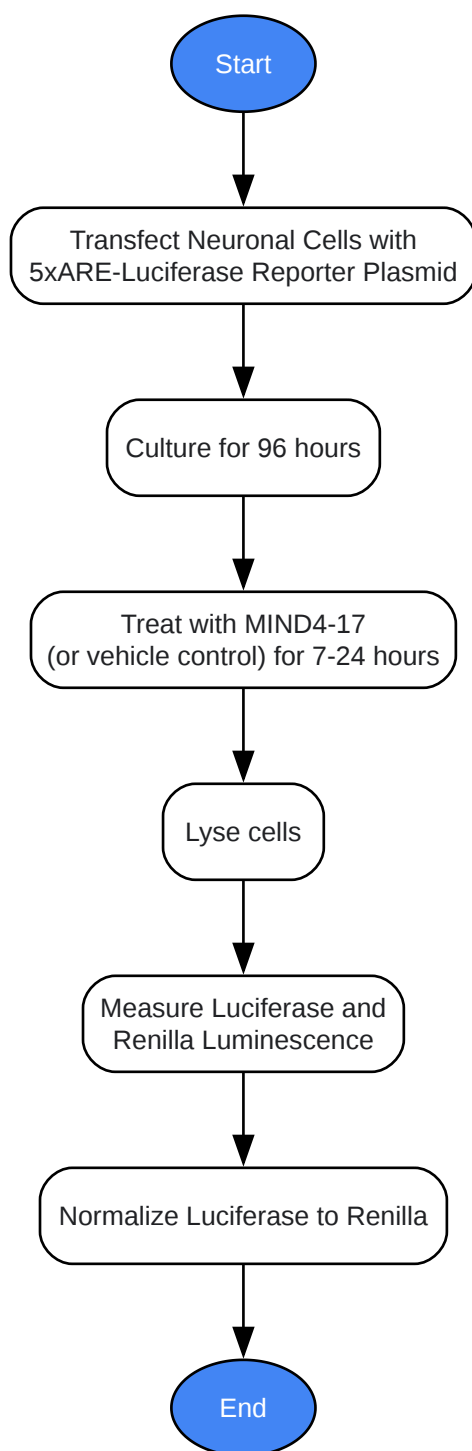 Start
Transfect Neuronal Cells with
5xARE-Luciferase Reporter Plasmid
Culture for 96 hours
Treat with MIND4-17
(or vehicle control) for 7-24 hours
Lyse cells
Measure Luciferase and
Renilla Luminescence
Normalize Luciferase to Renilla
End